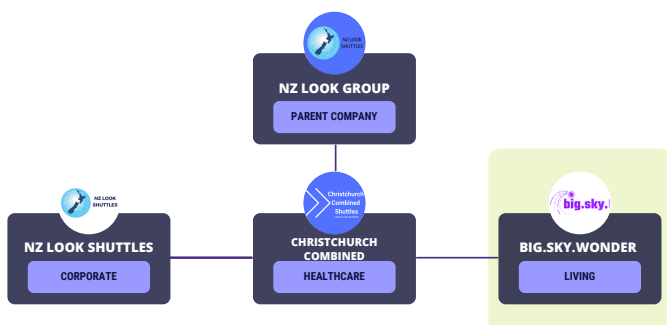 NZ LOOK
SHUTTLES
NZ LOOK GROUP
PARENT COMPANY
Christchurch
Combined
Shuttles
NZ LOOK
SHUTTLES
big.sky.
NZ LOOK SHUTTLES
CORPORATE
CHRISTCHURCH
COMBINED
HEALTHCARE
BIG.SKY.WONDER
LIVING